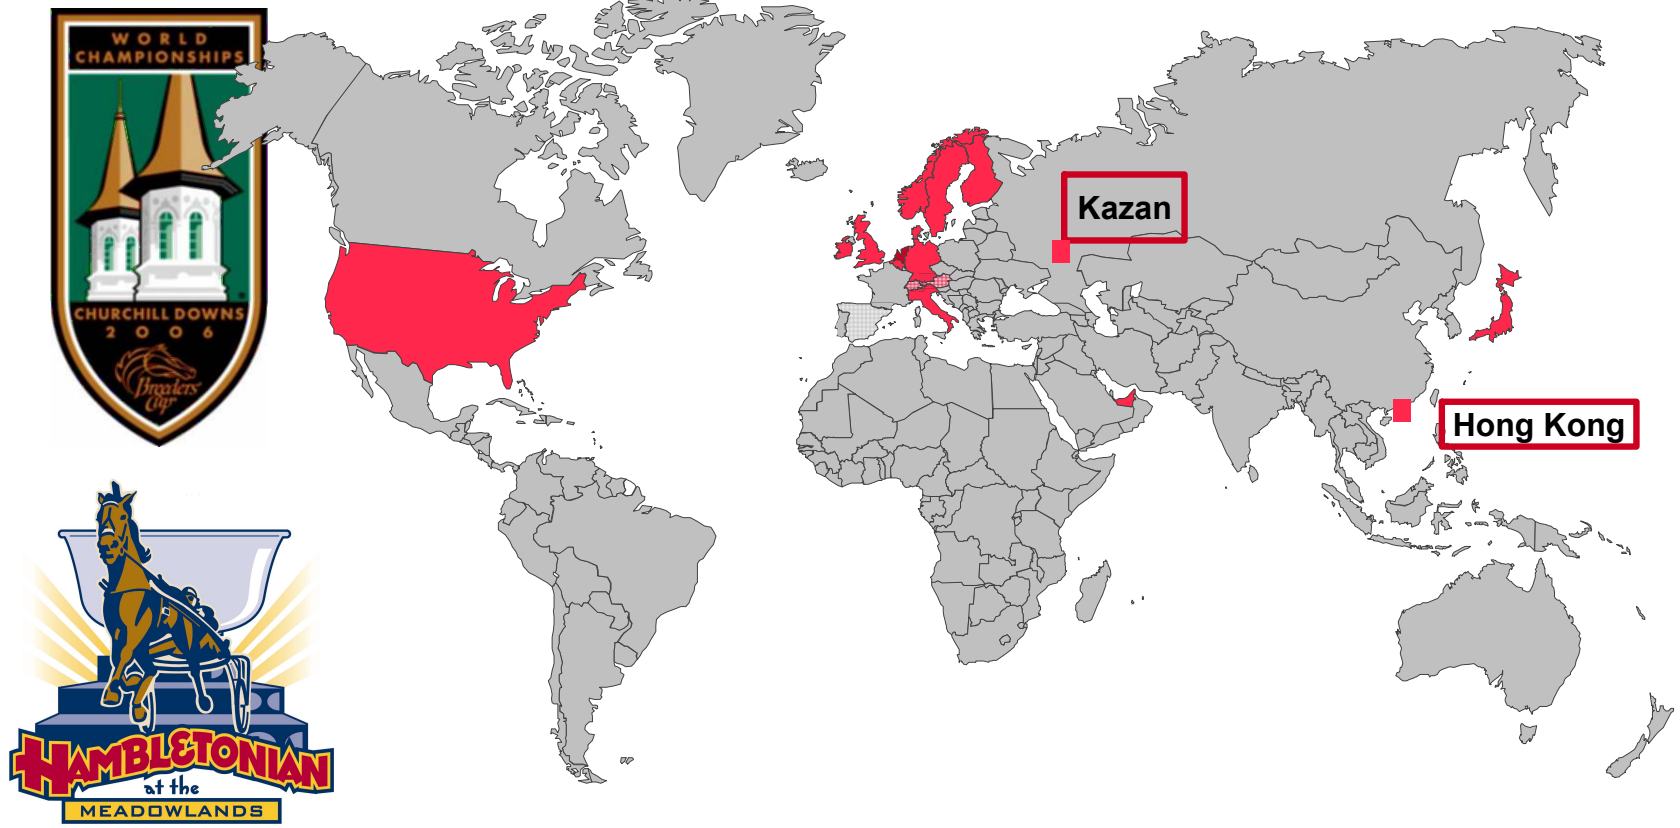 WORLD
CHAMPIONSHIPS
CHURCHILL DOWNS
2006
Breeders'
Cup
Kazan
Hong Kong
HAMBLETONIAN
at the
MEADOWLANDS